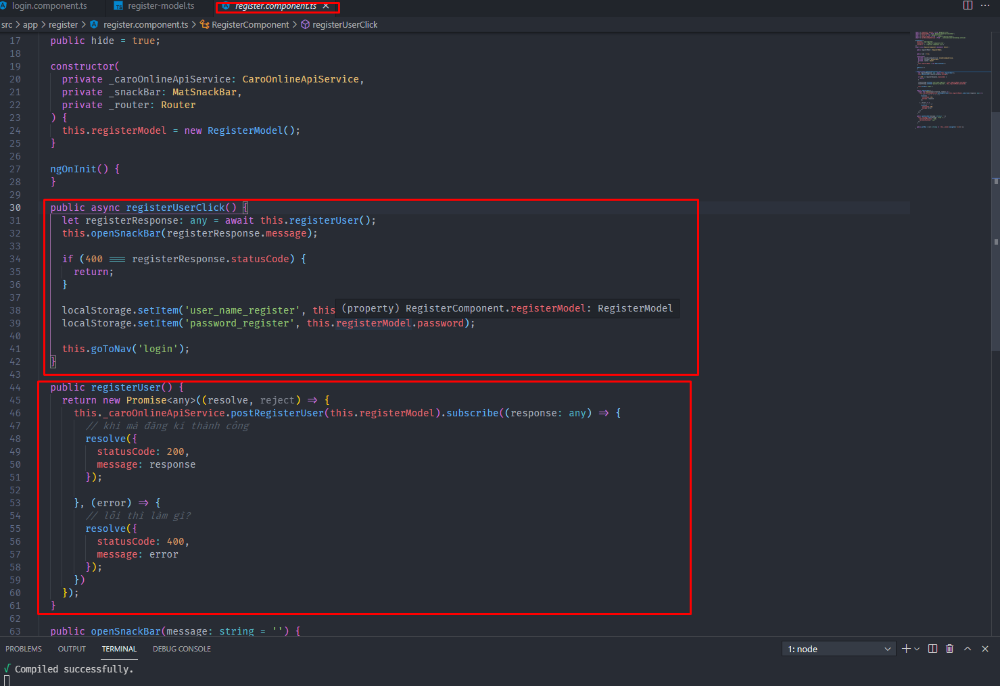 login.component.ts register-model.ts register.component.ts
src > app > register > register.component.ts > RegisterComponent > registerUserClick
17 public hide = true;
18
19 constructor(
20 private _caroOnlineApiService: CaroOnlineApiService,
21 private _snackBar: MatSnackBar,
22 private _router: Router
23 ) {
24 this.registerModel = new RegisterModel();
25 }
26
27 ngOnInit() {
28 }
29
30 public async registerUserClick() {
31 let registerResponse: any = await this.registerUser();
32 this.openSnackBar(registerResponse.message);
33
34 if (400 === registerResponse.statusCode) {
35 return;
36 }
37
38 localStorage.setItem('user_name_register', this
(property) RegisterComponent.registerModel: RegisterModel
39 localStorage.setItem('password_register', this.registerModel.password);
40
41 this.goToNav('login');
42 }
43
44 public registerUser() {
45 return new Promise<any>((resolve, reject) => {
46 this._caroOnlineApiService.postRegisterUser(this.registerModel).subscribe((response: any) => {
47 // khi mà đăng kí thành công
48 resolve({
49 statusCode: 200,
50 message: response
51 });
52
53 }, (error) => {
54 // lỗi thì làm gì?
55 resolve({
56 statusCode: 400,
57 message: error
58 });
59 })
60 });
61 }
62
63 public openSnackBar(message: string = '') {
PROBLEMS OUTPUT TERMINAL DEBUG CONSOLE 1: node
√ Compiled successfully.